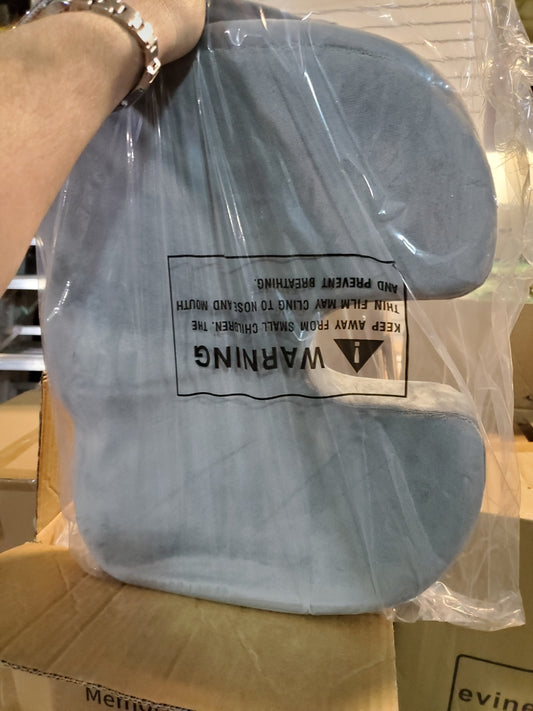 WARNING
KEEP AWAY FROM SMALL CHILDREN. THE
THIN FILM MAY CLING TO NOSE AND MOUTH
AND PREVENT BREATHING.